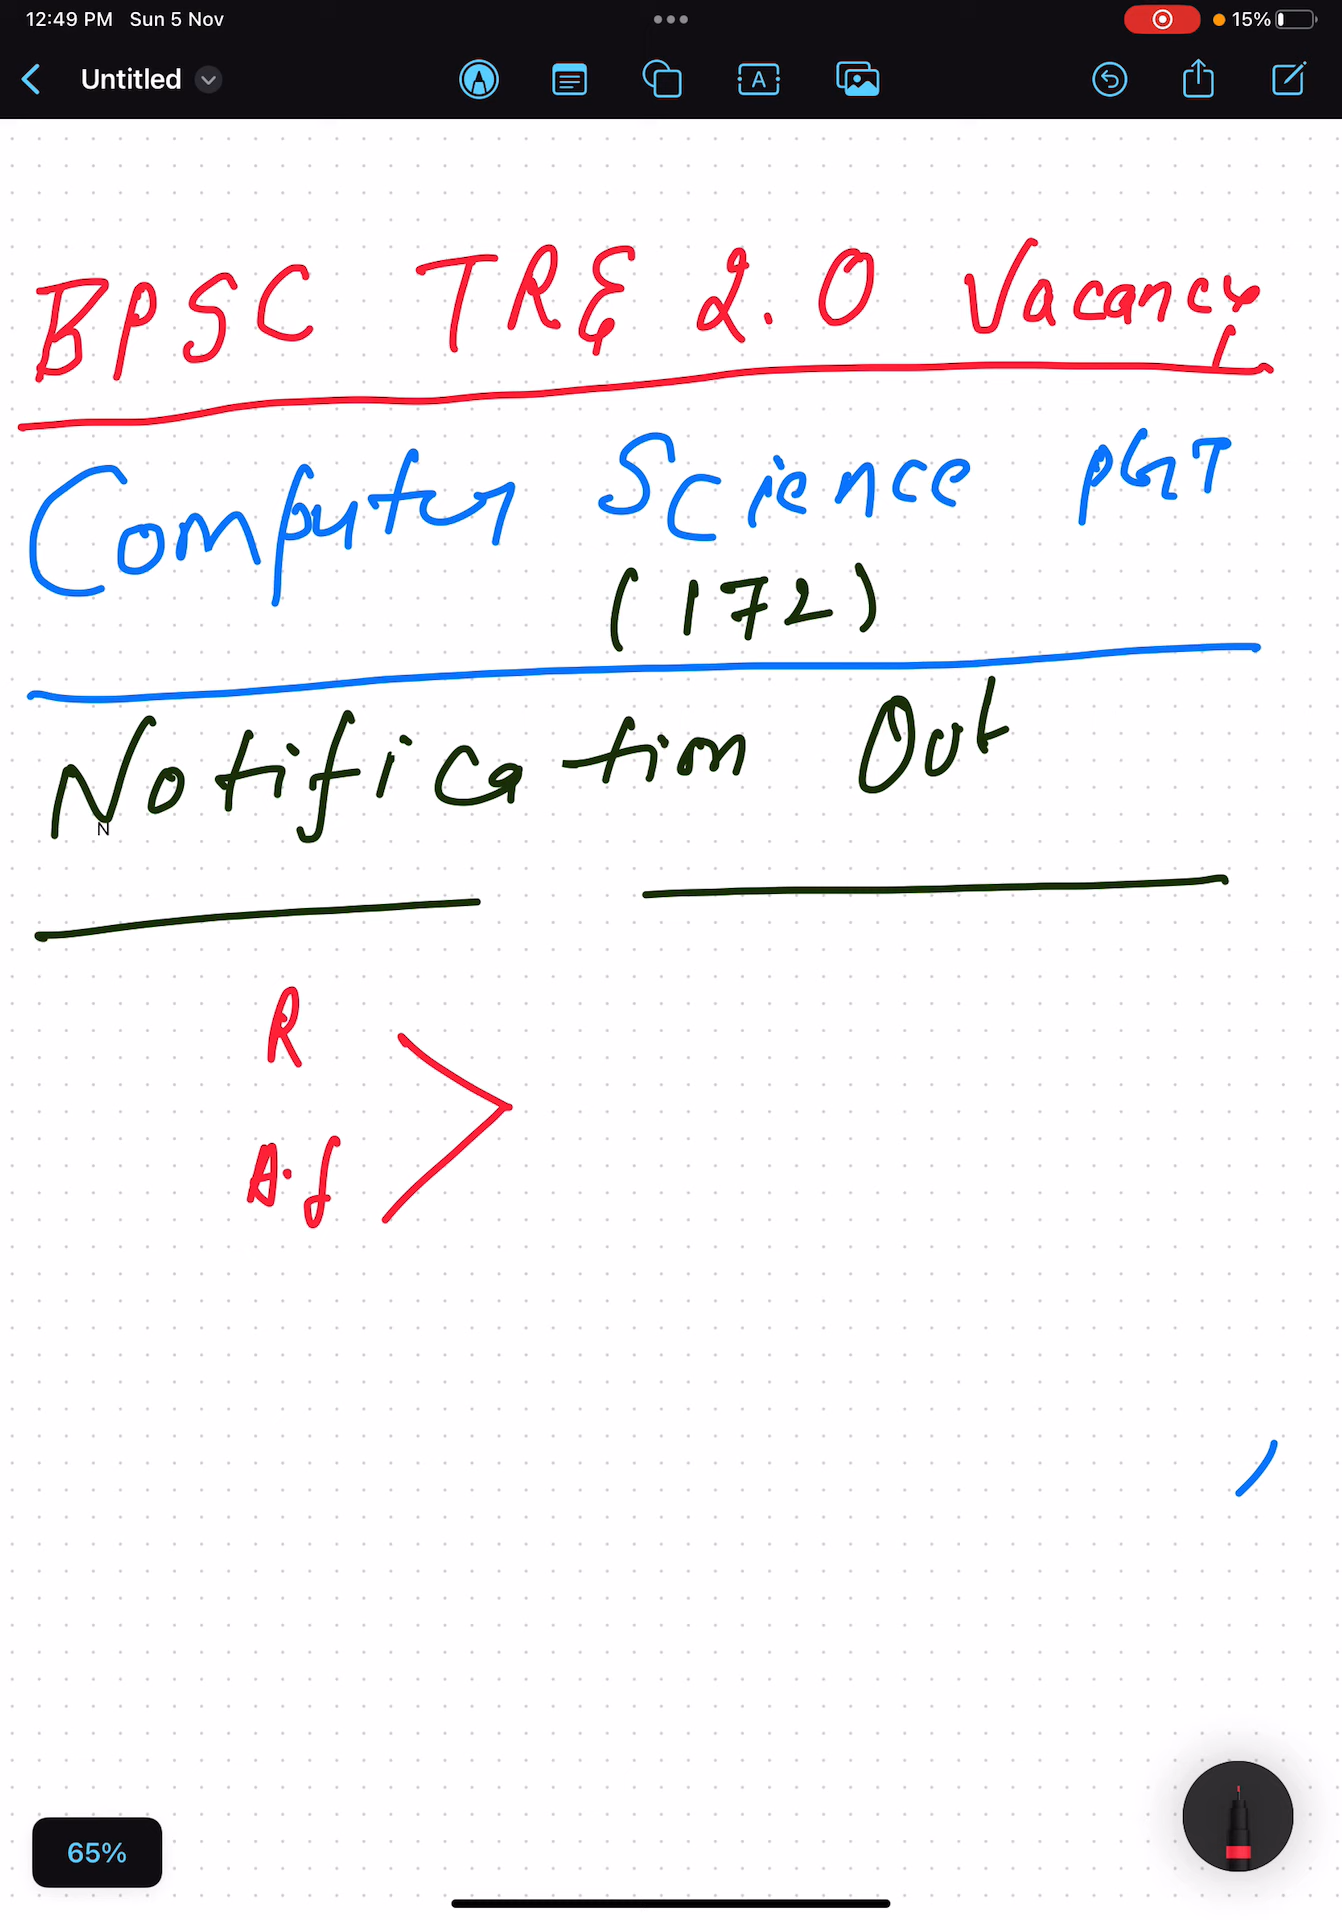 12:49 PM Sun 5 Nov
15%
Untitled
A
BPSC TRE 2.0 Vacancy
Computer Science PGT
(172)
Notification Out
N
R
A.f
65%